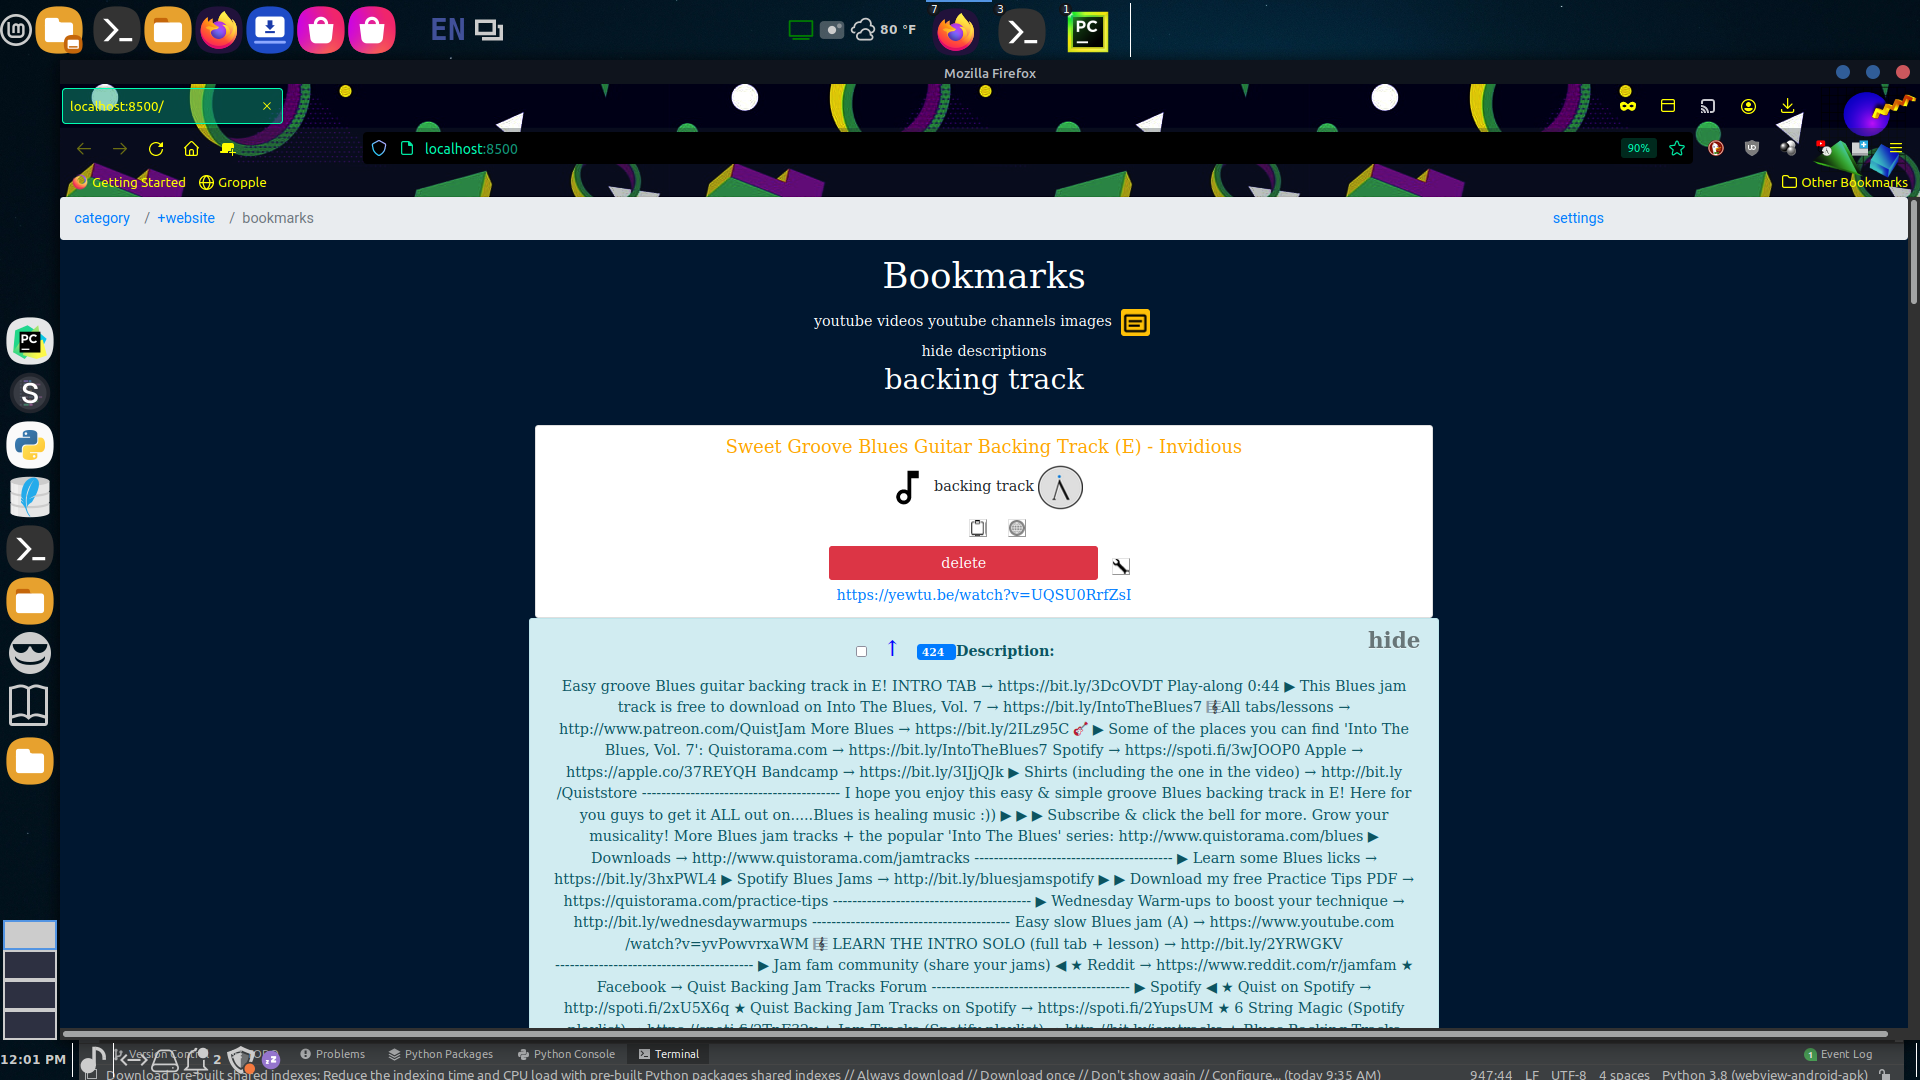 EN
80 °F
7
3
1
PC
Mozilla Firefox
localhost:8500/
localhost:8500
90%
Getting Started
Gropple
Other Bookmarks
category / +website / bookmarks
settings
Bookmarks
youtube videos youtube channels images
hide descriptions
backing track
Sweet Groove Blues Guitar Backing Track (E) - Invidious
backing track
delete
https://yewtu.be/watch?v=UQSU0RrfZsI
hide
424 Description:
Easy groove Blues guitar backing track in E! INTRO TAB → https://bit.ly/3DcOVDT Play-along 0:44 ▶ This Blues jam
track is free to download on Into The Blues, Vol. 7 → https://bit.ly/IntoTheBlues7 🎼All tabs/lessons →
http://www.patreon.com/QuistJam More Blues → https://bit.ly/2ILz95C 🎸 ▶ Some of the places you can find 'Into The
Blues, Vol. 7': Quistorama.com → https://bit.ly/IntoTheBlues7 Spotify → https://spoti.fi/3wJOOP0 Apple →
https://apple.co/37REYQH Bandcamp → https://bit.ly/3IJjQJk ▶ Shirts (including the one in the video) → http://bit.ly
/Quiststore ----------------------------------------- I hope you enjoy this easy & simple groove Blues backing track in E! Here for
you guys to get it ALL out on.....Blues is healing music :)) ▶ ▶ ▶ Subscribe & click the bell for more. Grow your
musicality! More Blues jam tracks + the popular 'Into The Blues' series: http://www.quistorama.com/blues ▶
Downloads → http://www.quistorama.com/jamtracks ----------------------------------------- ▶ Learn some Blues licks →
https://bit.ly/3hxPWL4 ▶ Spotify Blues Jams → http://bit.ly/bluesjamspotify ▶ ▶ Download my free Practice Tips PDF →
https://quistorama.com/practice-tips ----------------------------------------- ▶ Wednesday Warm-ups to boost your technique →
http://bit.ly/wednesdaywarmups ----------------------------------------- Easy slow Blues jam (A) → https://www.youtube.com
/watch?v=yvPowvrxaWM 🎼 LEARN THE INTRO SOLO (full tab + lesson) → http://bit.ly/2YRWGKV
----------------------------------------- ▶ Jam fam community (share your jams) ◀ ★ Reddit → https://www.reddit.com/r/jamfam ★
Facebook → Quist Backing Jam Tracks Forum ----------------------------------------- ▶ Spotify ◀ ★ Quist on Spotify →
http://spoti.fi/2xU5X6q ★ Quist Backing Jam Tracks on Spotify → https://spoti.fi/2YupsUM ★ 6 String Magic (Spotify
PC
S
12:01 PM
2
Version Control
Problems
Python Packages
Python Console
Terminal
1 Event Log
Download pre-built shared indexes: Reduce the indexing time and CPU load with pre-built Python packages shared indexes // Always download // Download once // Don't show again // Configure... (today 9:35 AM)
947:44 LF UTF-8 4 spaces Python 3.8 (webview-android-apk)